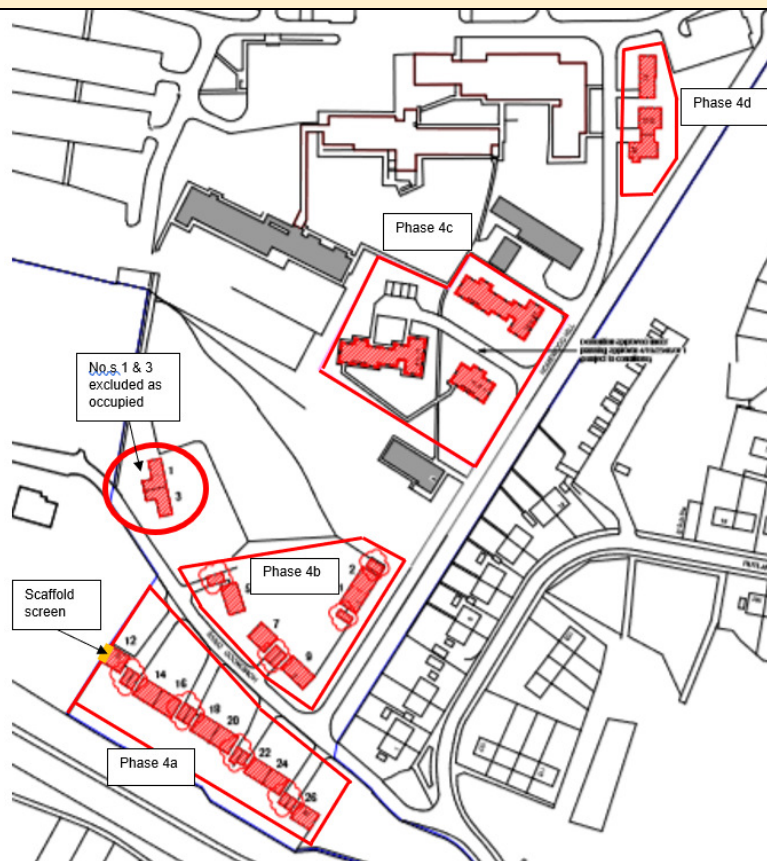 Phase 4d
Phase 4c
No,s 1 & 3
excluded as
occupied
1
3
Phase 4b
2
5
7
9
Scaffold
screen
12
14
16
18
20
22
24
26
Phase 4a